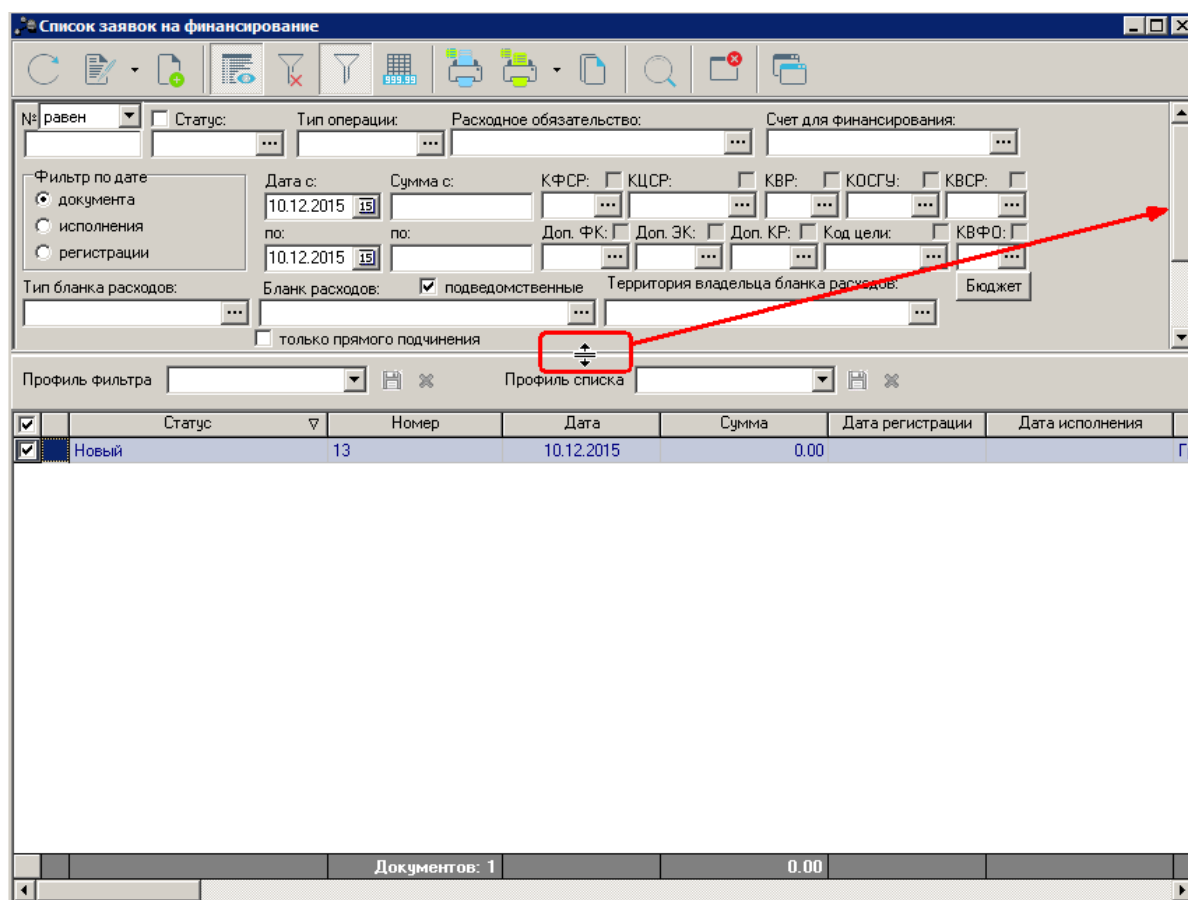 Список заявок на финансирование
999.99
№ равен Статус: Тип операции: Расходное обязательство: Счет для финансирования:
Фильтр по дате
документа
исполнения
регистрации
Дата с: Сумма с: КФСР: КЦСР: КВР: КОСГУ: КВСР:
10.12.2015 15
по: по: Доп. ФК: Доп. ЭК: Доп. КР: Код цели: КВФО:
10.12.2015 15
Тип бланка расходов: Бланк расходов: подведомственные Территория владельца бланка расходов: Бюджет
только прямого подчинения
Профиль фильтра Профиль списка
Статус Номер Дата Сумма Дата регистрации Дата исполнения
Новый 13 10.12.2015 0.00
Документов: 1 0.00